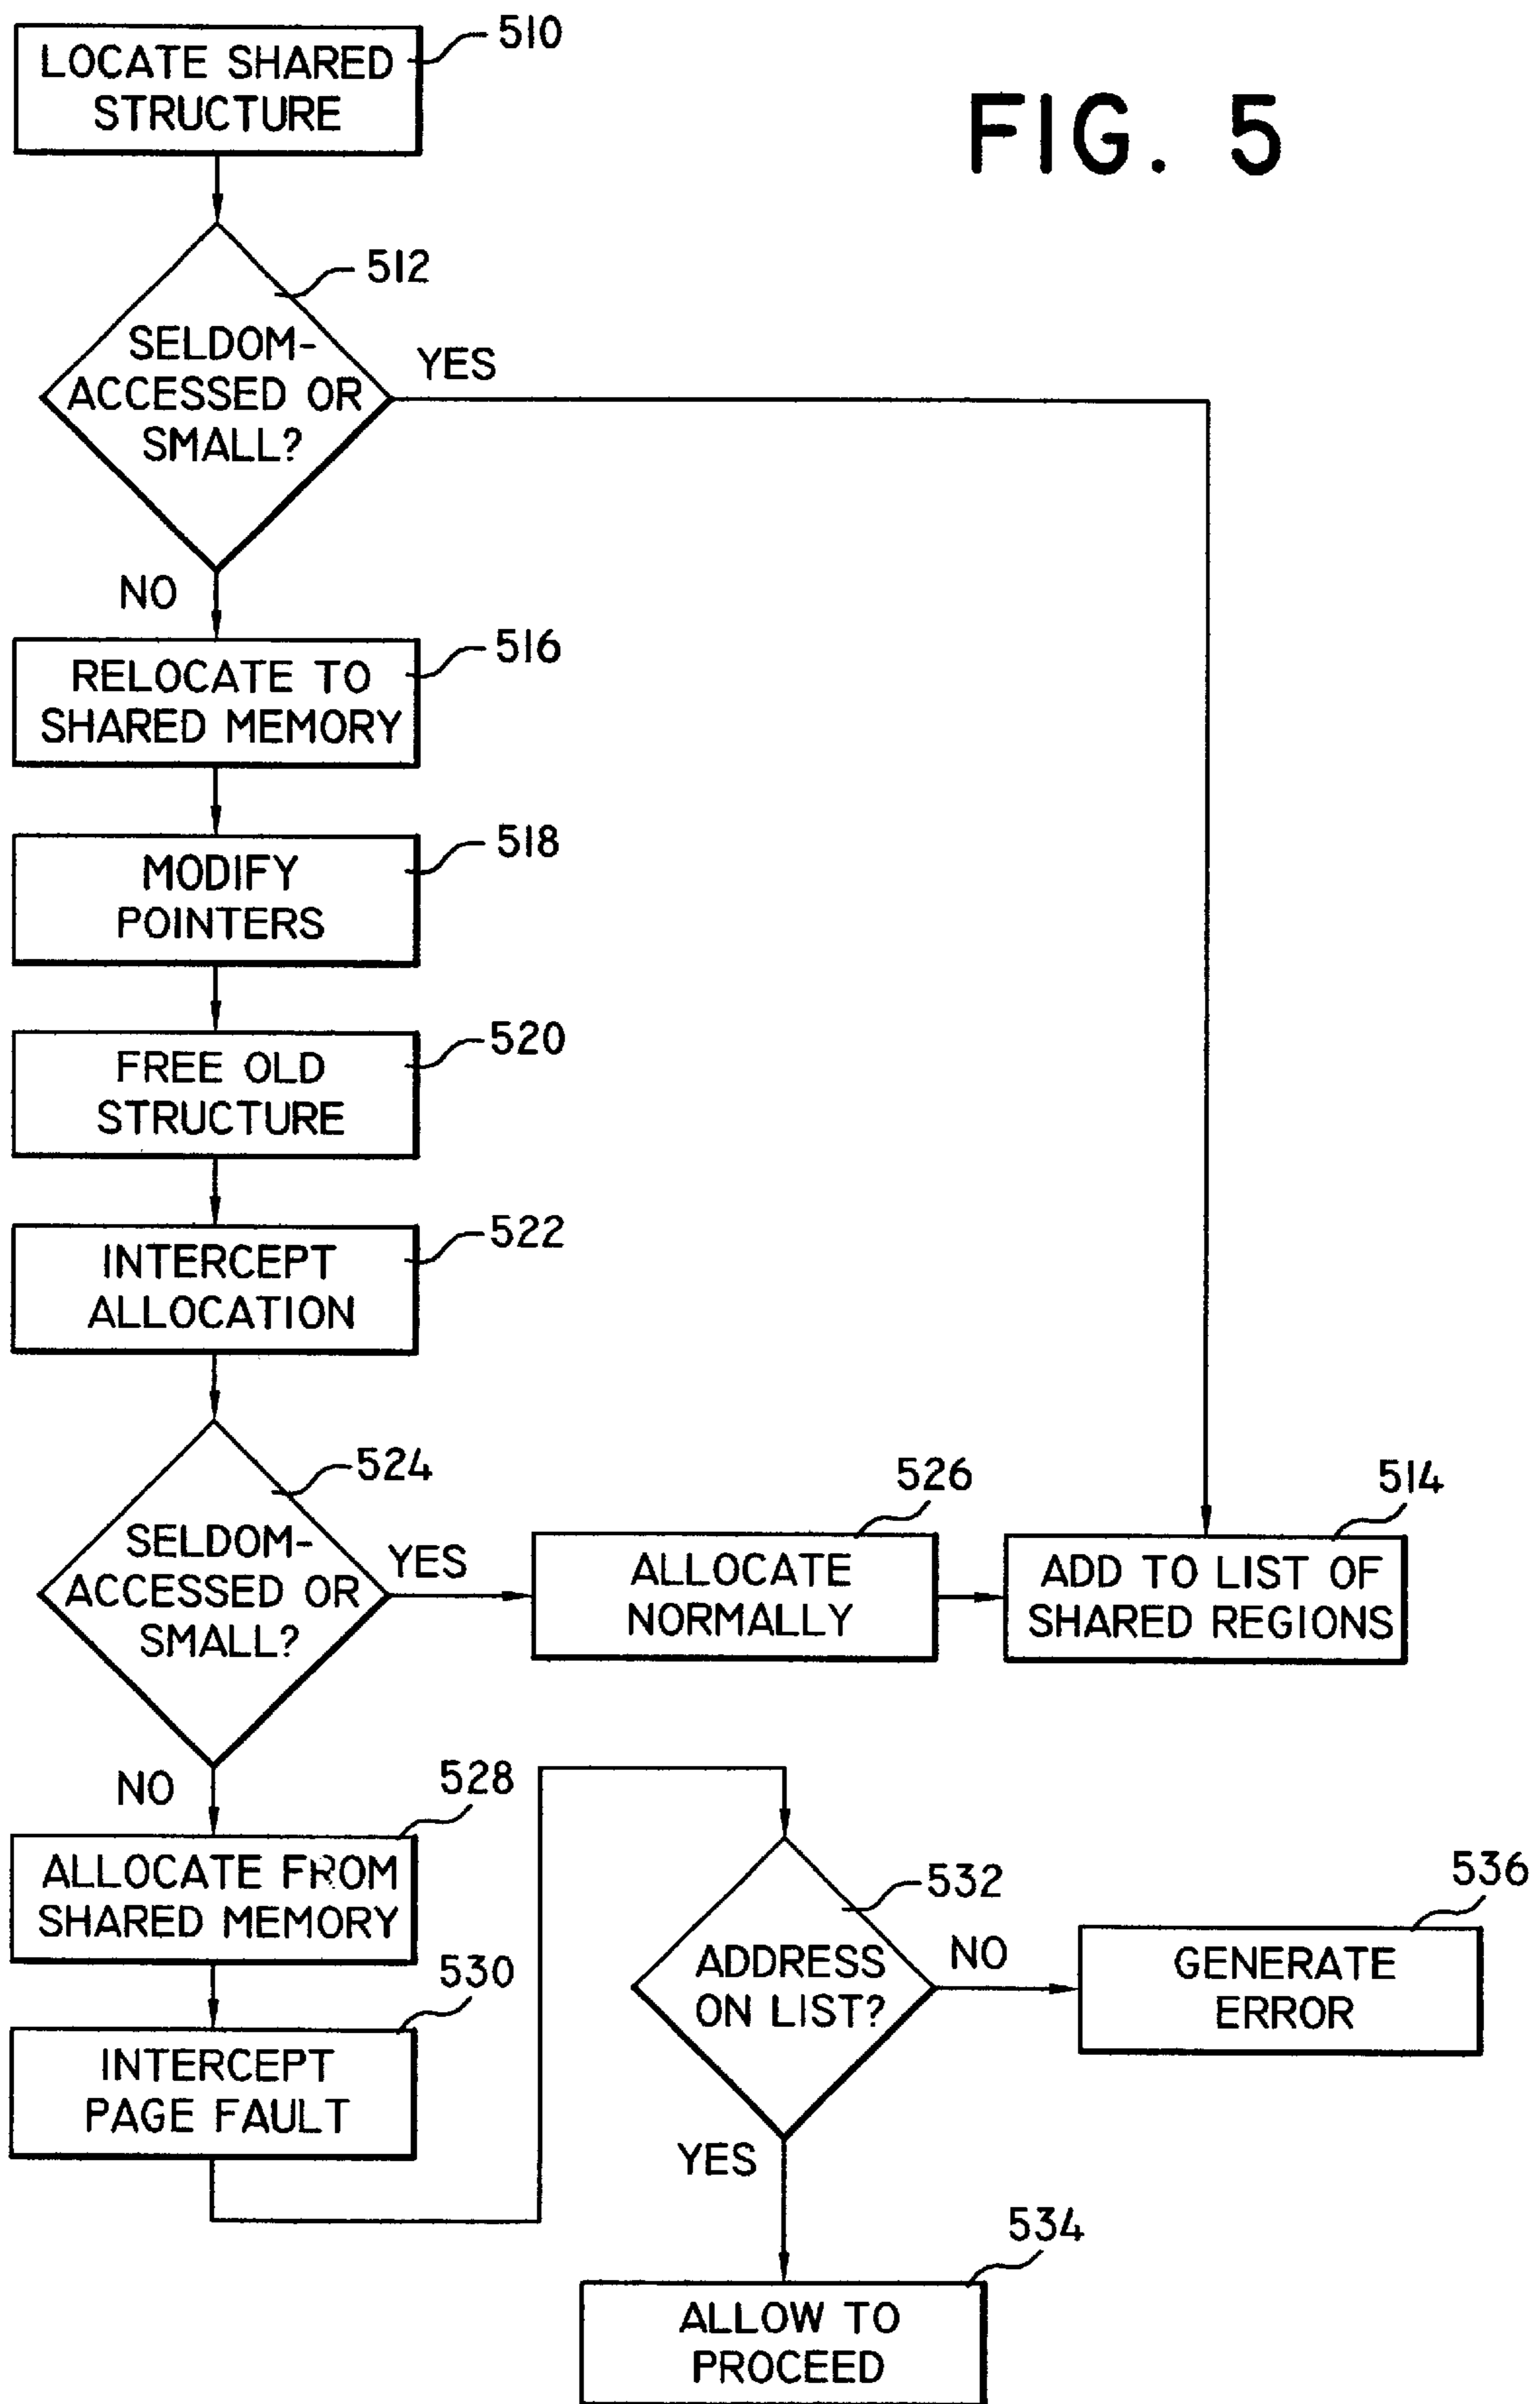 FIG. 5
510
LOCATE SHARED
STRUCTURE
512
SELDOM-
ACCESSED OR
SMALL?
YES
NO
516
RELOCATE TO
SHARED MEMORY
518
MODIFY
POINTERS
520
FREE OLD
STRUCTURE
522
INTERCEPT
ALLOCATION
524
SELDOM-
ACCESSED OR
SMALL?
YES
526
ALLOCATE
NORMALLY
514
ADD TO LIST OF
SHARED REGIONS
NO
528
ALLOCATE FROM
SHARED MEMORY
530
INTERCEPT
PAGE FAULT
532
ADDRESS
ON LIST?
NO
536
GENERATE
ERROR
YES
534
ALLOW TO
PROCEED